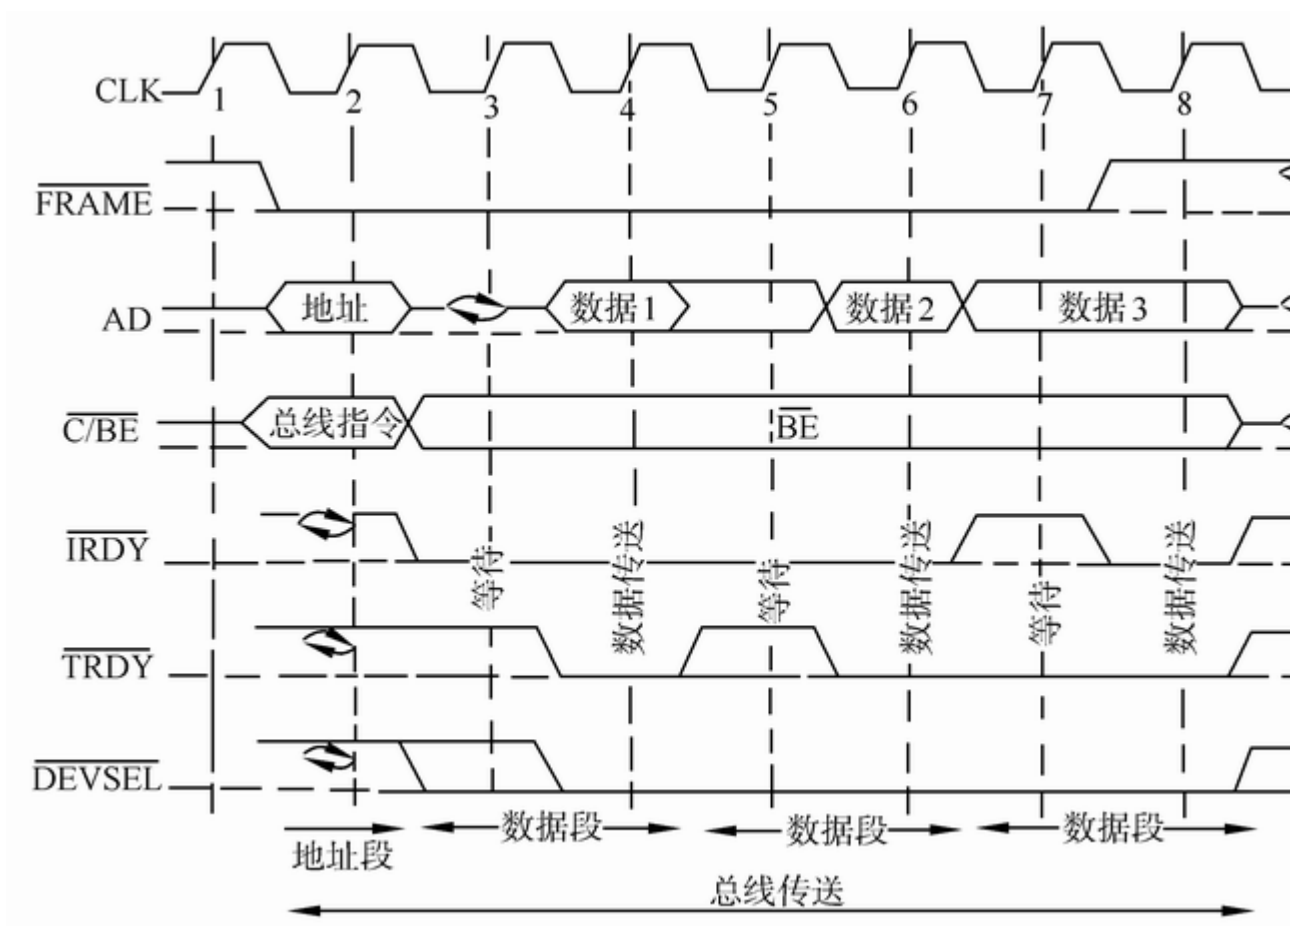 CLK 1 2 3 4 5 6 7 8
FRAME
AD 地址 数据1 数据2 数据3
C/BE 总线指令 BE
IRDY
等待 数据传送 等待 数据传送 等待 数据传送
TRDY
DEVSEL
数据段 数据段 数据段
地址段
总线传送